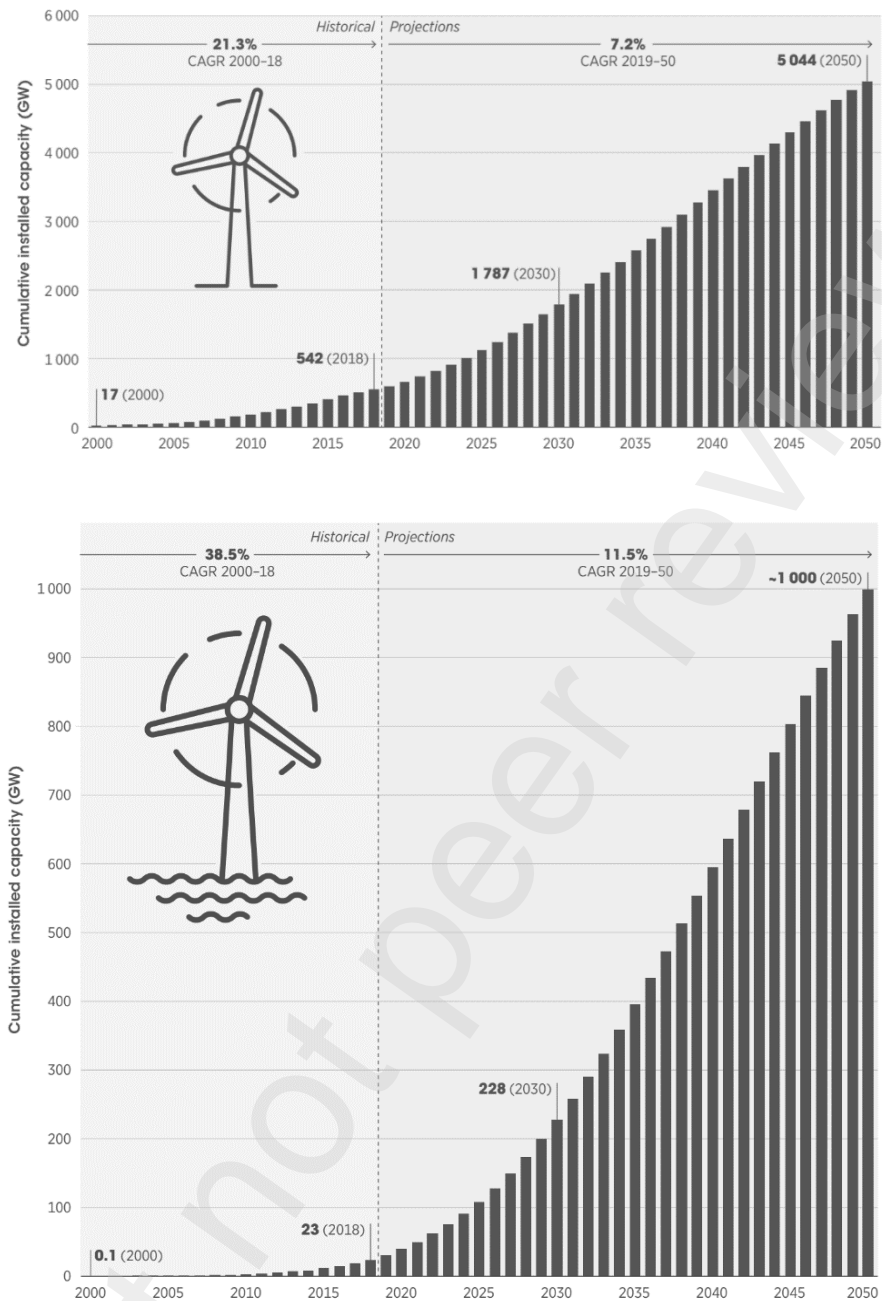 6 000
Historical Projections
21.3%
CAGR 2000–18
7.2%
CAGR 2019–50
5 044 (2050)
5 000
4 000
3 000
2 000
1 000
0
Cumulative installed capacity (GW)
1 787 (2030)
542 (2018)
17 (2000)
2000 2005 2010 2015 2020 2025 2030 2035 2040 2045 2050
Historical Projections
38.5%
CAGR 2000–18
11.5%
CAGR 2019–50
~1 000 (2050)
1 000
900
800
700
600
500
400
300
200
100
0
Cumulative installed capacity (GW)
228 (2030)
23 (2018)
0.1 (2000)
2000 2005 2010 2015 2020 2025 2030 2035 2040 2045 2050
not peer review